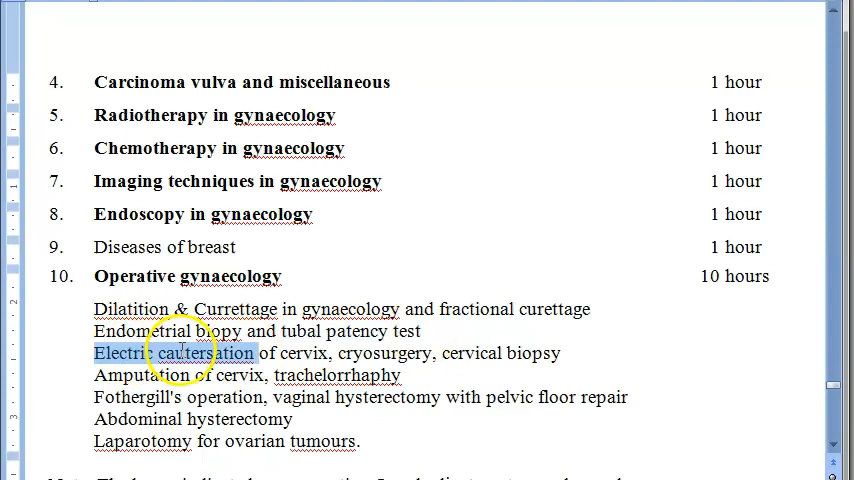 4. Carcinoma vulva and miscellaneous 1 hour
5. Radiotherapy in gynaecology 1 hour
6. Chemotherapy in gynaecology 1 hour
7. Imaging techniques in gynaecology 1 hour
8. Endoscopy in gynaecology 1 hour
9. Diseases of breast 1 hour
10. Operative gynaecology 10 hours
Dilatition & Currettage in gynaecology and fractional curettage
Endometrial biopy and tubal patency test
Electric cautersation of cervix, cryosurgery, cervical biopsy
Amputation of cervix, trachelorrhaphy
Fothergill's operation, vaginal hysterectomy with pelvic floor repair
Abdominal hysterectomy
Laparotomy for ovarian tumours.